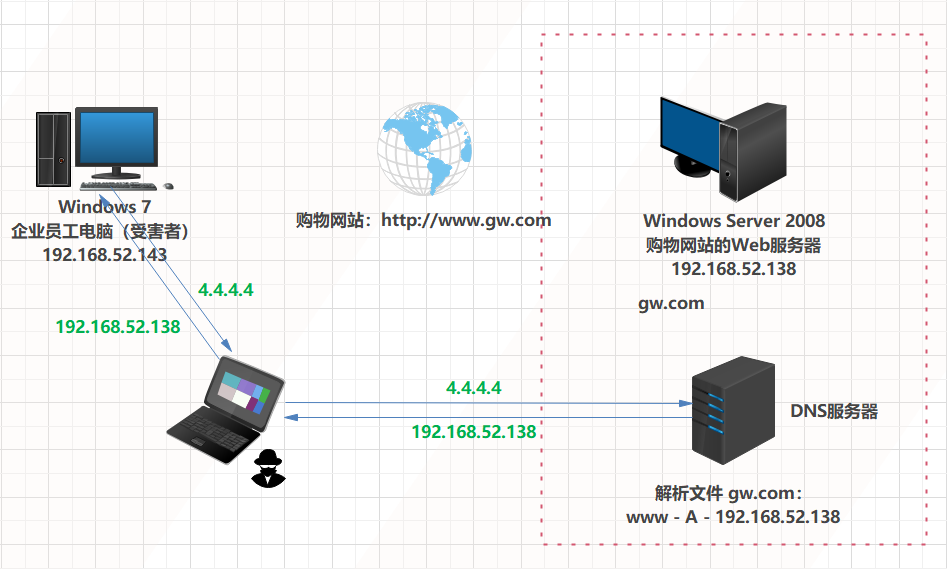 Windows 7
企业员工电脑（受害者）
192.168.52.143
购物网站：http://www.gw.com
Windows Server 2008
购物网站的Web服务器
192.168.52.138
gw.com
4.4.4.4
192.168.52.138
4.4.4.4
192.168.52.138
DNS服务器
解析文件 gw.com：
www - A - 192.168.52.138